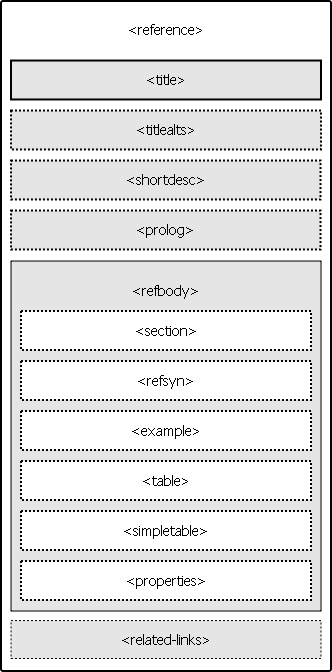 <reference>
<title>
<titlealts>
<shortdesc>
<prolog>
<refbody>
<section>
<refsyn>
<example>
<table>
<simpletable>
<properties>
<related-links>